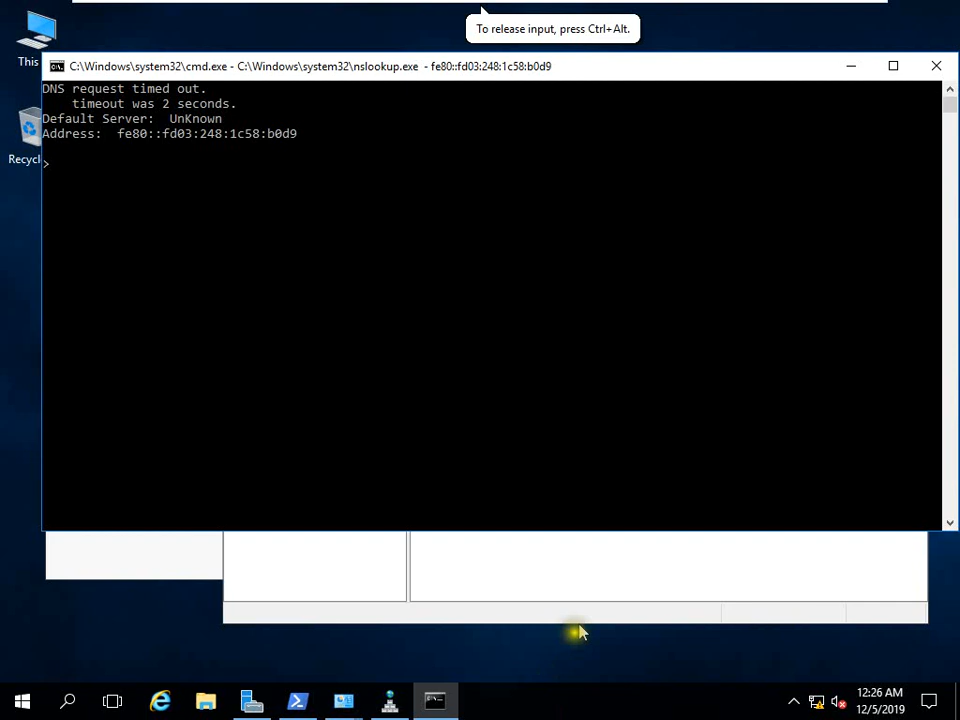 To release input, press Ctrl+Alt.
This
C:\Windows\system32\cmd.exe - C:\Windows\system32\nslookup.exe  - fe80::fd03:248:1c58:b0d9
DNS request timed out.
    timeout was 2 seconds.
Default Server:  UnKnown
Address:  fe80::fd03:248:1c58:b0d9
Recycl
>
12:26 AM
12/5/2019